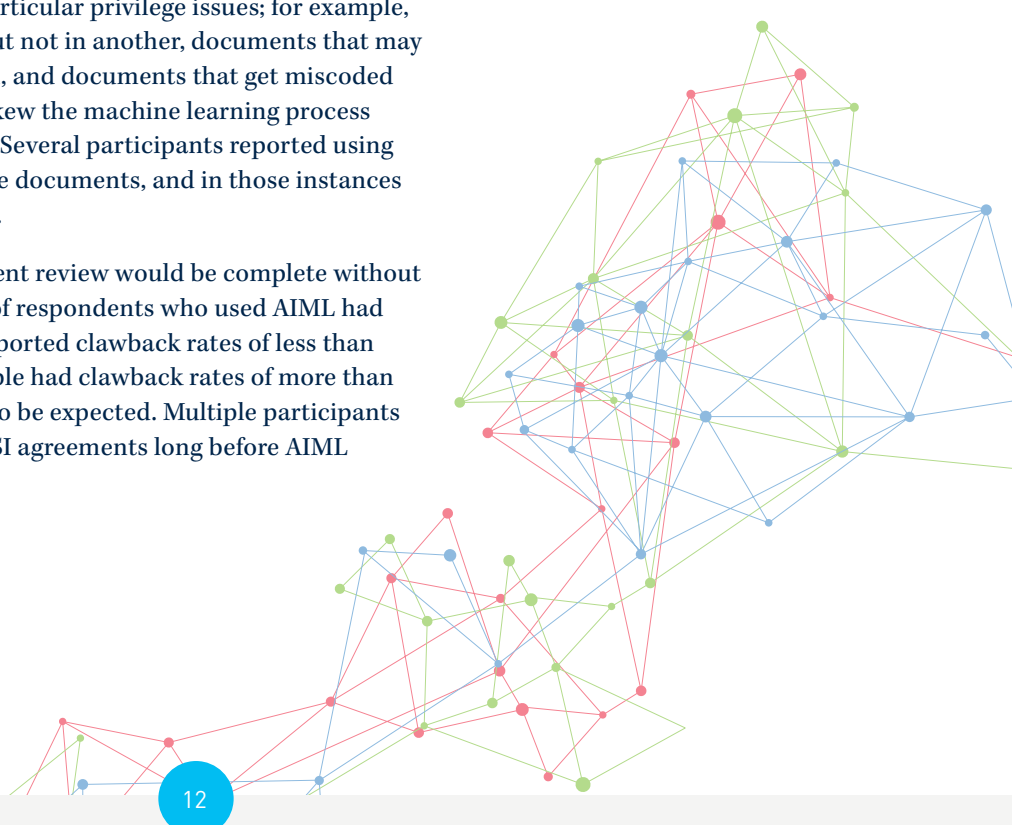 rticular privilege issues; for example,
ut not in another, documents that may
, and documents that get miscoded
kew the machine learning process
Several participants reported using
e documents, and in those instances
.
ent review would be complete without
of respondents who used AIML had
ported clawback rates of less than
ple had clawback rates of more than
o be expected. Multiple participants
SI agreements long before AIML
12